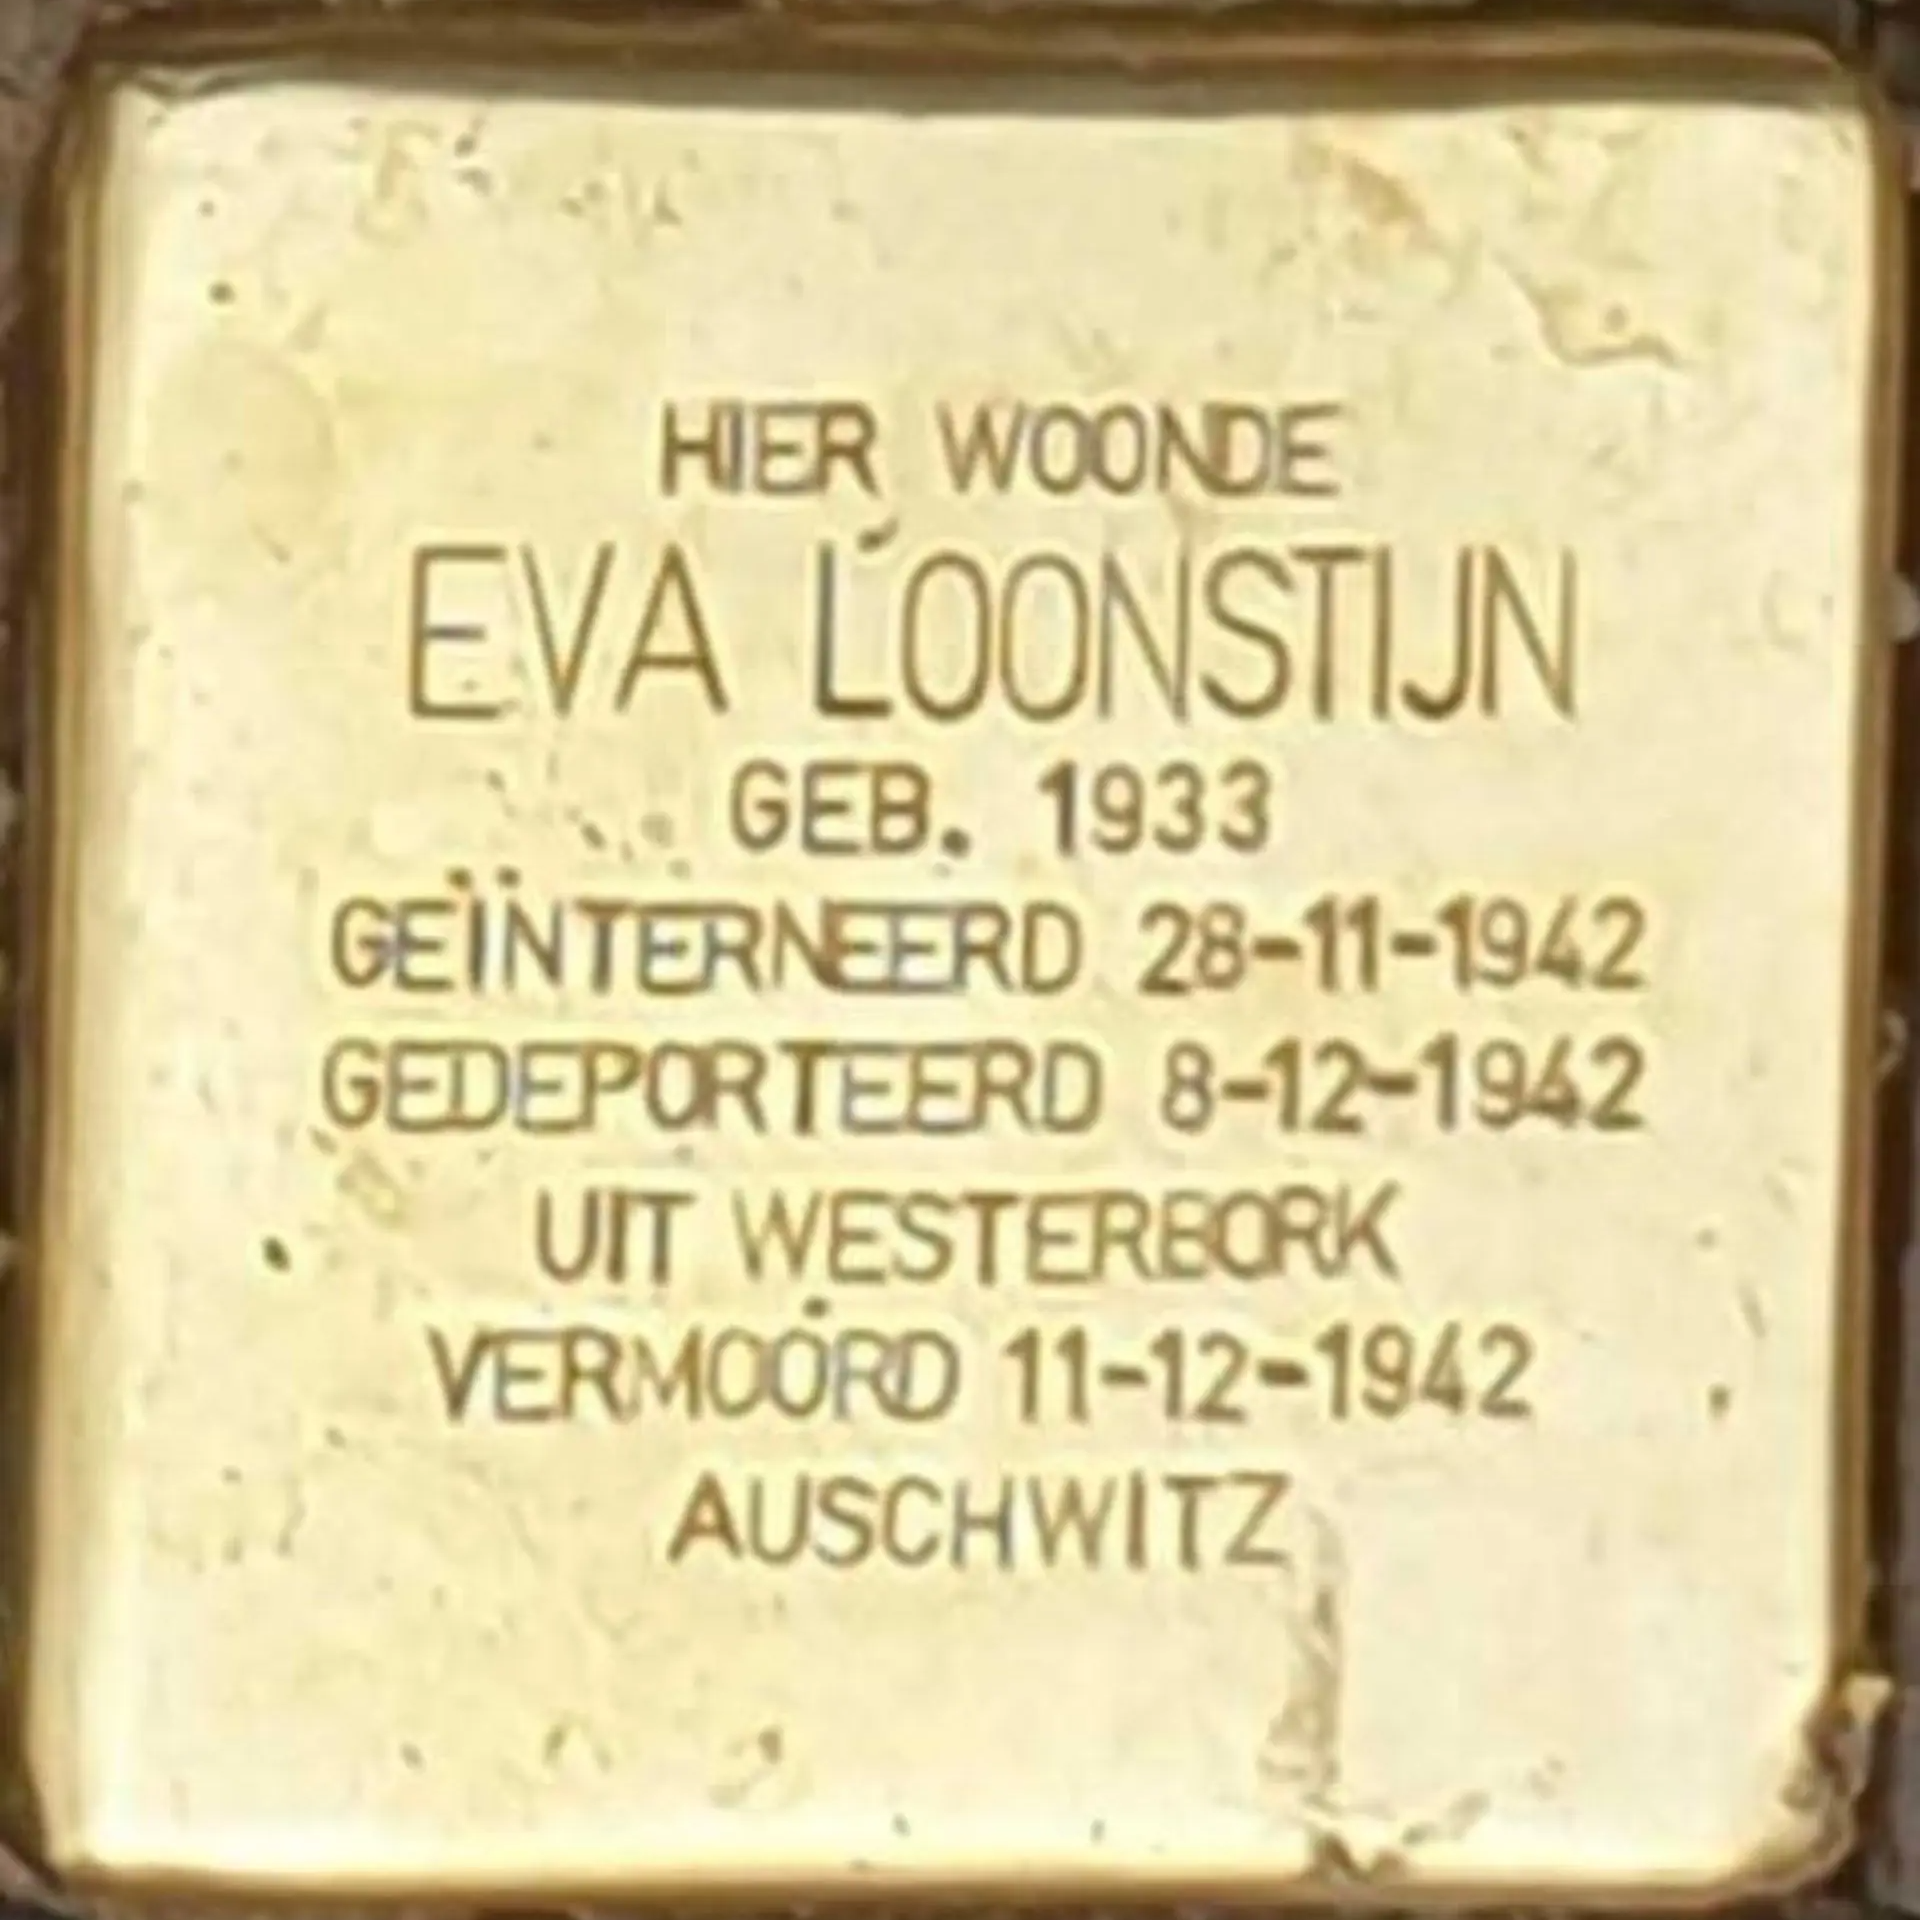 HIER WOONDE
EVA LOONSTIJN
GEB. 1933
GEÏNTERNEERD 28-11-1942
GEDEPORTEERD 8-12-1942
UIT WESTERBORK
VERMOORD 11-12-1942
AUSCHWITZ